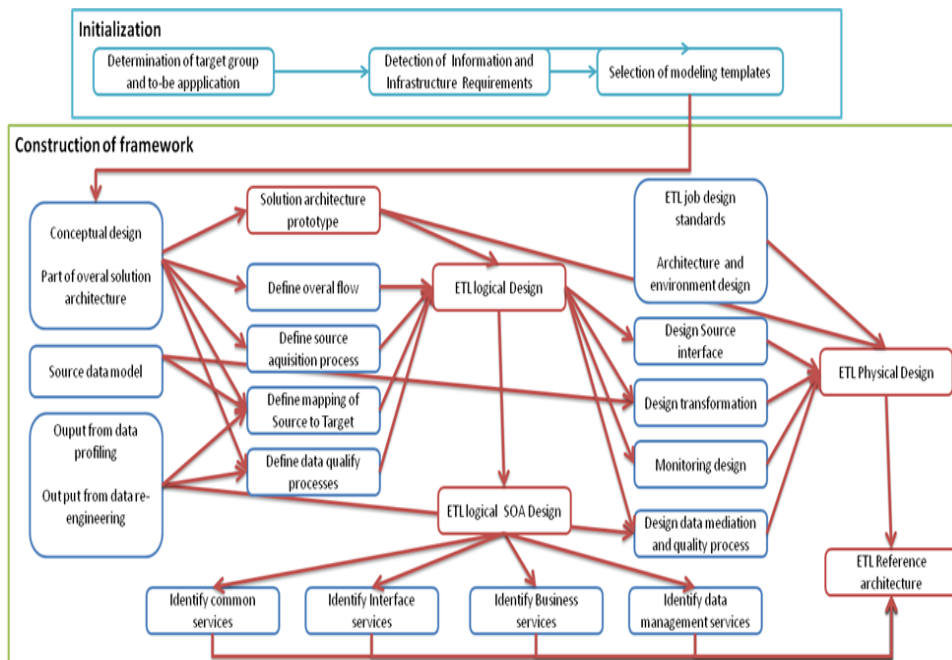 Initialization
Determination of target group
and to-be appplication
Detection of Information and
Infrastructure Requirements
Selection of modeling templates
Construction of framework
Conceptual design
Part of overal solution
architecture
Solution architecture
prototype
ETL job design
standards
Architecture and
environment design
Define overal flow
ETL logical Design
Define source
aquisition process
Design Source
interface
Source data model
ETL Physical Design
Define mapping of
Source to Target
Design transformation
Ouput from data
profiling
Output from data re-
engineering
Define data qualify
processes
Monitoring design
ETL logical SOA Design
Design data mediation
and quality process
ETL Reference
architecture
Identify common
services
Identify Interface
services
Identify Business
services
Identify data
management services